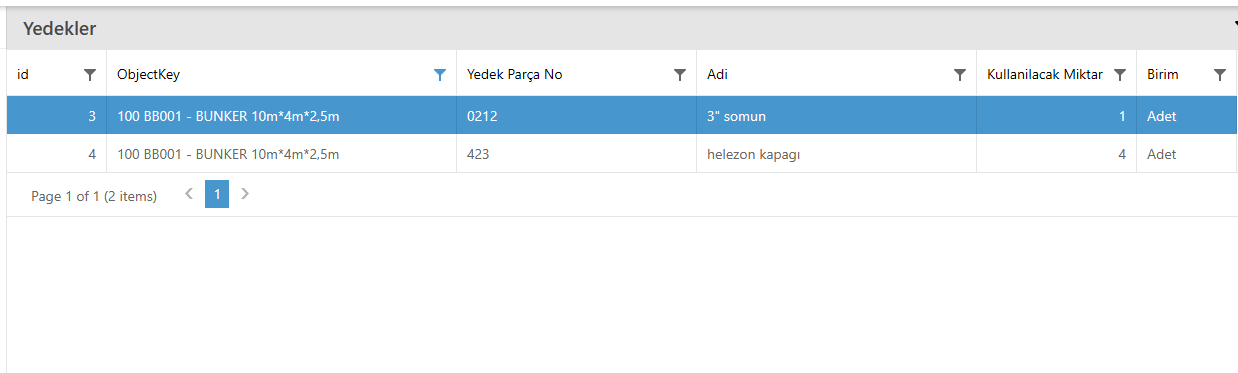 Yedekler
id ObjectKey Yedek Parça No Adi Kullanilacak Miktar Birim
3 100 BB001 - BUNKER 10m*4m*2,5m 0212 3" somun 1 Adet
4 100 BB001 - BUNKER 10m*4m*2,5m 423 helezon kapagı 4 Adet
Page 1 of 1 (2 items) 1